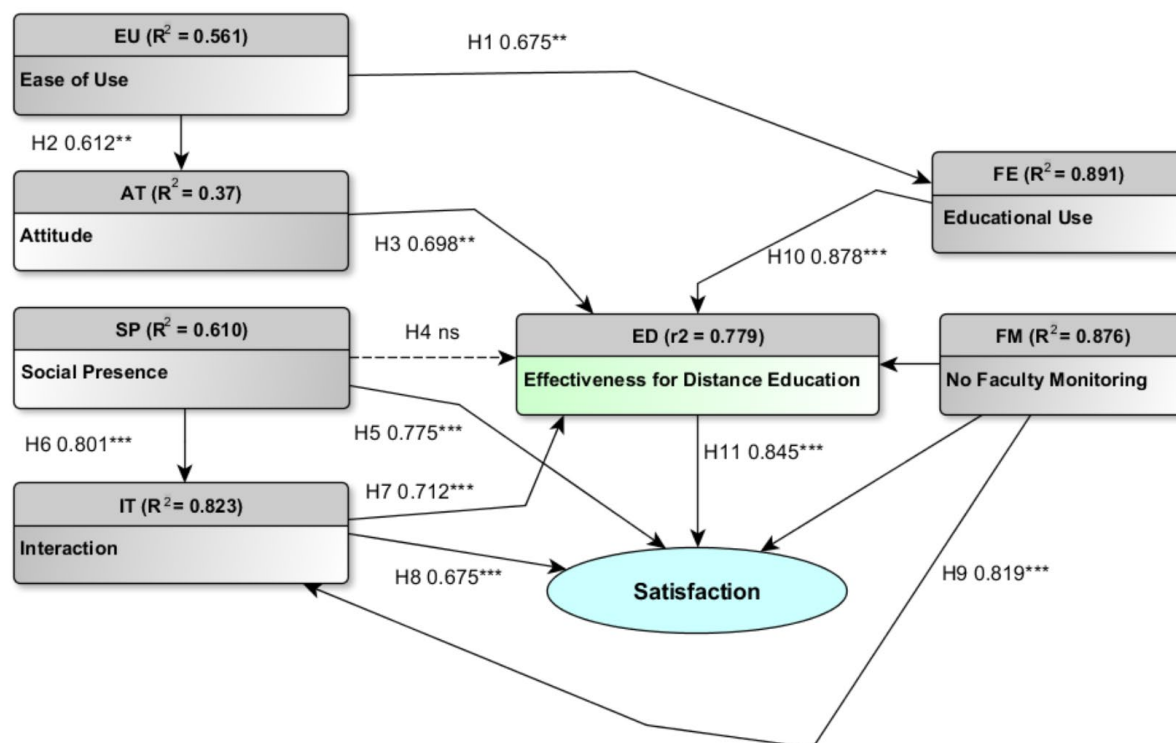 EU (R² = 0.561)
Ease of Use
H1 0.675**
H2 0.612**
AT (R² = 0.37)
Attitude
FE (R² = 0.891)
Educational Use
H3 0.698**
H10 0.878***
SP (R² = 0.610)
Social Presence
H4 ns
ED (r2 = 0.779)
Effectiveness for Distance Education
FM (R² = 0.876)
No Faculty Monitoring
H6 0.801***
H5 0.775***
H11 0.845***
H7 0.712***
IT (R² = 0.823)
Interaction
H8 0.675***
Satisfaction
H9 0.819***